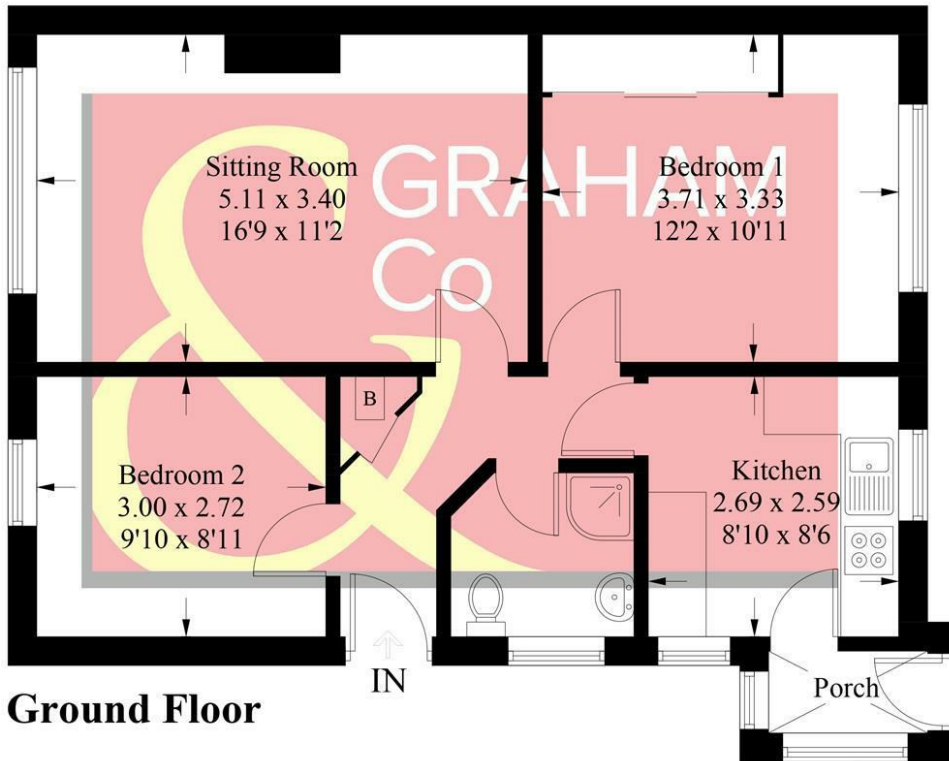 Sitting Room
5.11 x 3.40
16'9 x 11'2
&
GRAHAM
Co
Bedroom 1
3.71 x 3.33
12'2 x 10'11
B
Bedroom 2
3.00 x 2.72
9'10 x 8'11
Kitchen
2.69 x 2.59
8'10 x 8'6
IN
Porch
Ground Floor